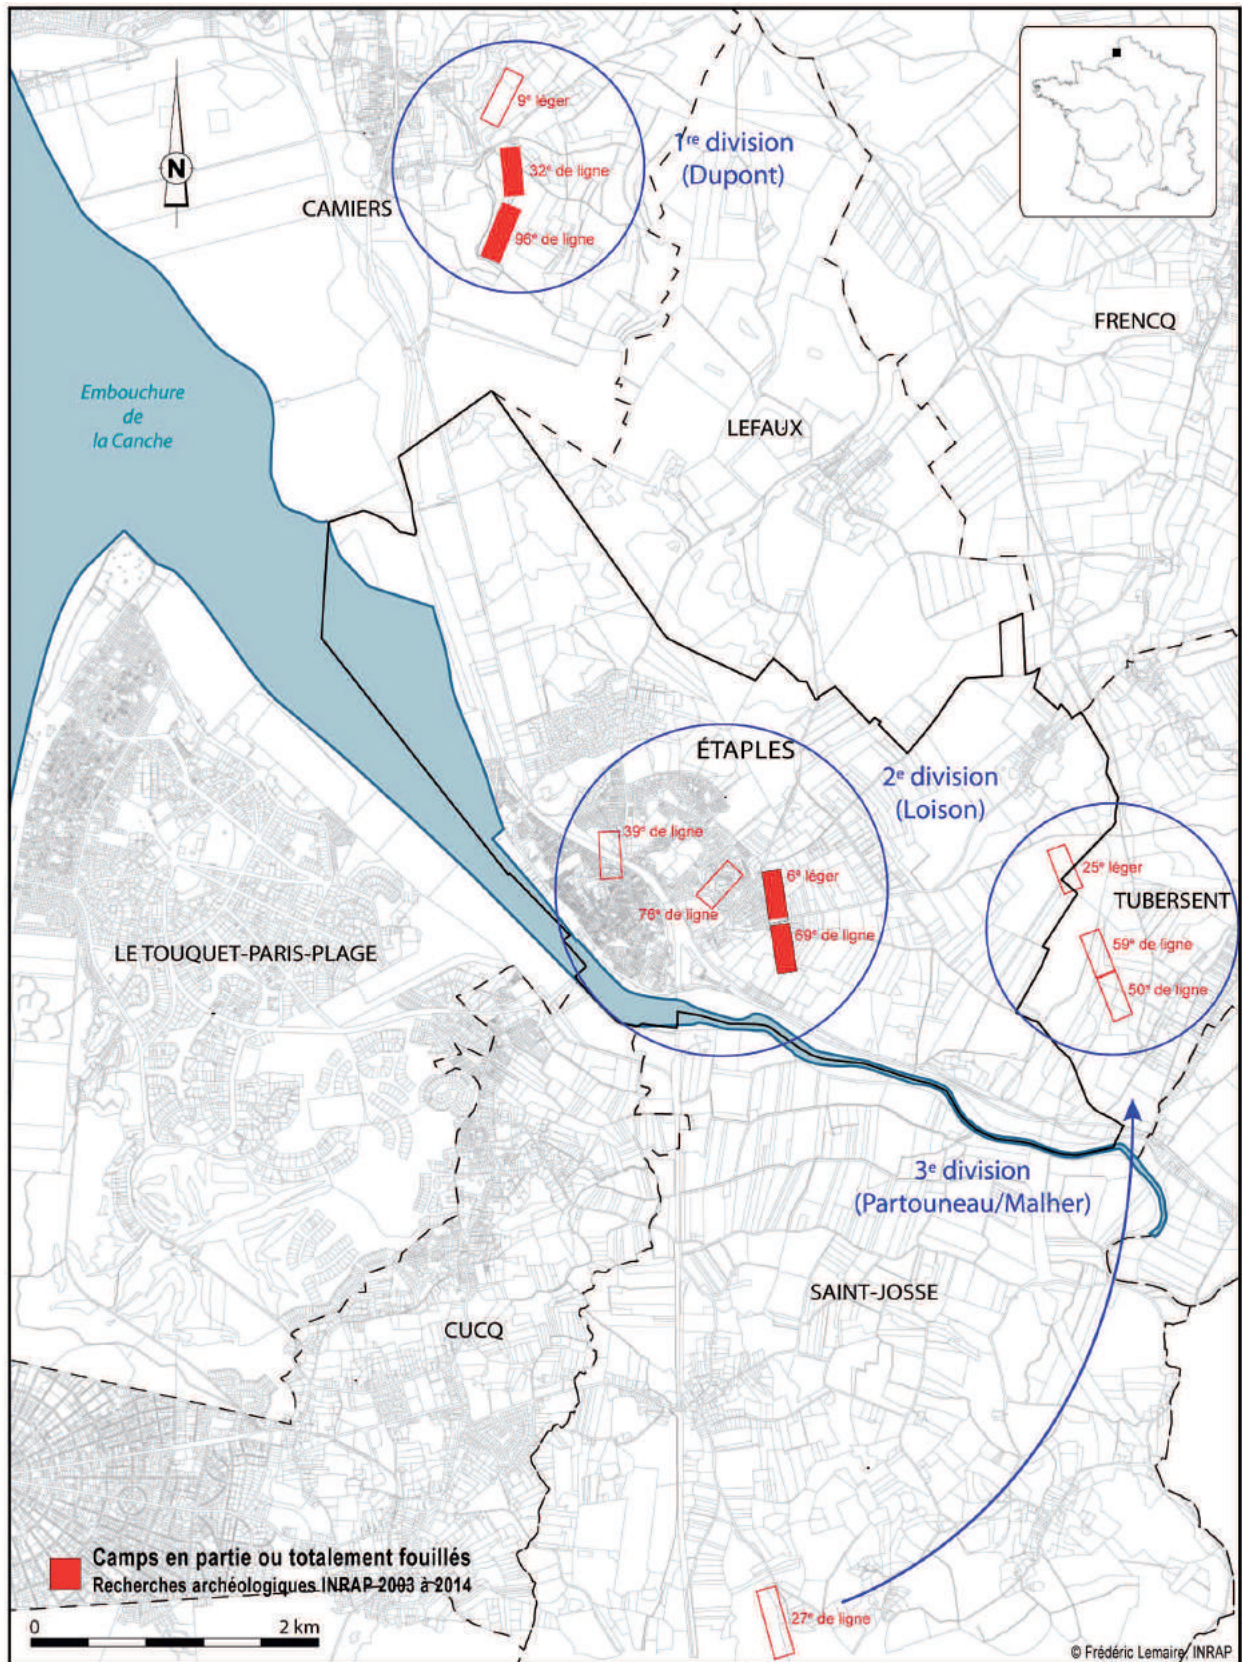 9e léger
1re division
(Dupont)
32e de ligne
N
CAMIERS
96e de ligne
FRENCQ
Embouchure
de
la Canche
LEFAUX
ÉTAPLES
2e division
(Loison)
39e de ligne
25e léger
6e léger
76e de ligne
TUBERSENT
69e de ligne
59e de ligne
LE TOUQUET-PARIS-PLAGE
50e de ligne
3e division
(Partouneau/Malher)
SAINT-JOSSE
CUCQ
Camps en partie ou totalement fouillés
Recherches archéologiques INRAP 2003 à 2014
27e de ligne
0 2 km
© Frédéric Lemaire, INRAP